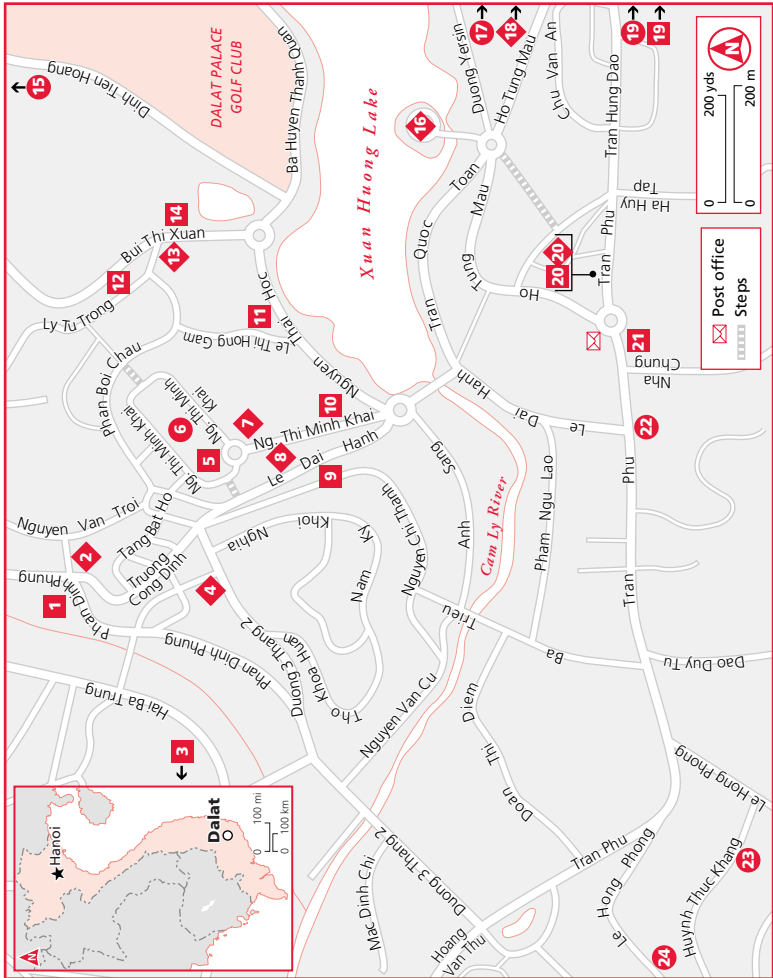 N
Hanoi
Dalat
0 100 mi
0 100 km
15
Dinh Tien Hoang
DALAT PALACE
GOLF CLUB
Ba Huyen Thanh Quan
Xuan Huong Lake
16
Duong Yersin
17
18
Ho Tung Mau
Chu Van An
19
19
Tran Hung Dao
N
0 200 yds
0 200 m
Post office
Steps
14
Bui Thi Xuan
13
12
Ly Tu Trong
11
Le Thi Hong Gam
Nguyen Thai Hoc
Phan Boi Chau
Ng. Thi Minh Khai
Ng. Thi Minh
Khai
6
5
7
10
Ng. Thi Minh Khai
8
Le Dai Hanh
9
Tran Quoc Toan
Ho Tung Mau
20
20
Tran Phu
Ha Huy
Tap
21
Nha
Chung
22
Le Dai Hanh
Pham Ngu Lao
Cam Ly River
Anh Sang
Nguyen Chi Thanh
Nguyen Van Troi
Tang Bat Ho
Truong
Cong Dinh
2
1
Phan Dinh Phung
4
Nam Ky Khoi Nghia
Phan Dinh Phung
Hai Ba Trung
3
Duong 3 Thang 2
Tho Khoa Huan
Nguyen Van Cu
Ba Trieu
Tran Phu
Dao Duy Tu
Doan Thi Diem
Mac Dinh Chi
Duong 3 Thang 2
Hoang
Van Thu
Tran Phu
Le Hong Phong
Le Hong Phong
Huynh Thuc Khang
23
24